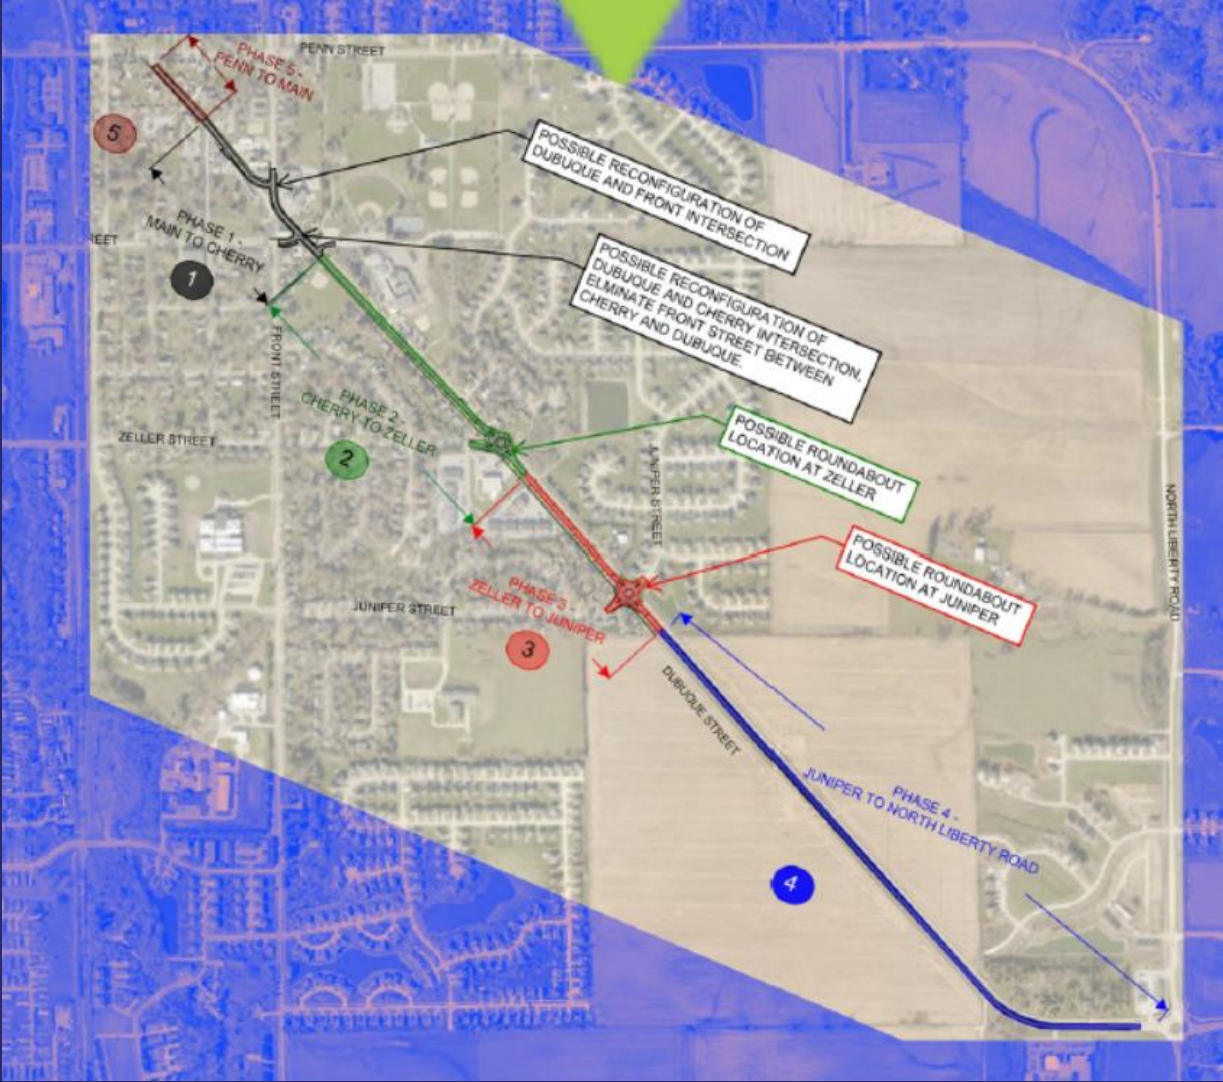 PENN STREET
PHASE 5 -
PENN TO MAIN
5
POSSIBLE RECONFIGURATION OF
DUBUQUE AND FRONT INTERSECTION
PHASE 1 -
MAIN TO CHERRY
1
REET
POSSIBLE RECONFIGURATION OF
DUBUQUE AND CHERRY INTERSECTION.
ELMINATE FRONT STREET BETWEEN
CHERRY AND DUBUQUE.
FRONT STREET
PHASE 2 -
CHERRY TO ZELLER
2
ZELLER STREET
POSSIBLE ROUNDABOUT
LOCATION AT ZELLER
JUNIPER STREET
NORTH LIBERTY ROAD
POSSIBLE ROUNDABOUT
LOCATION AT JUNIPER
PHASE 3 -
ZELLER TO JUNIPER
3
JUNIPER STREET
DUBUQUE STREET
PHASE 4 -
JUNIPER TO NORTH LIBERTY ROAD
4